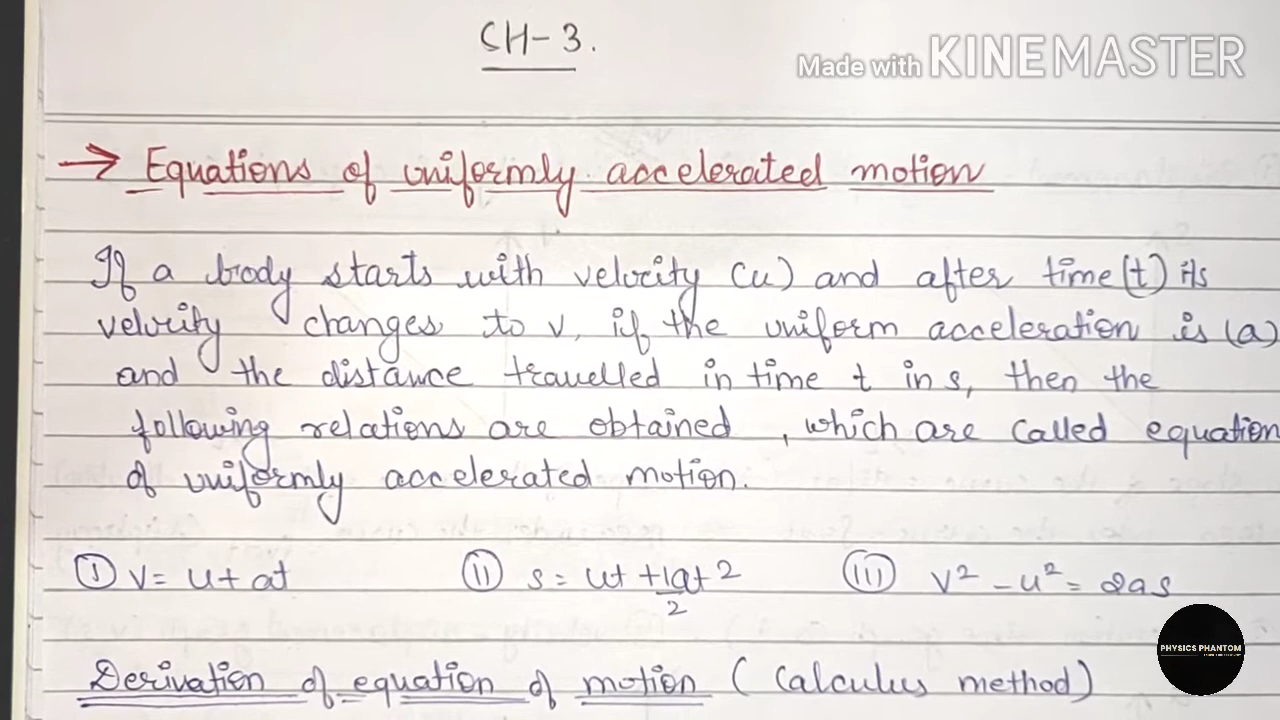 CH-3.
Made with KINEMASTER
→ Equations of uniformly accelerated motion
If a body starts with velocity (u) and after time (t) its
velocity changes to v, if the uniform acceleration is (a)
and the distance travelled in time t in s, then the
following relations are obtained, which are called equation
of uniformly accelerated motion.
(I) v = u + at (II) s = ut + 1/2 at 2 (III) v² - u² = 2as
PHYSICS PHANTOM
Derivation of equation of motion (Calculus method)